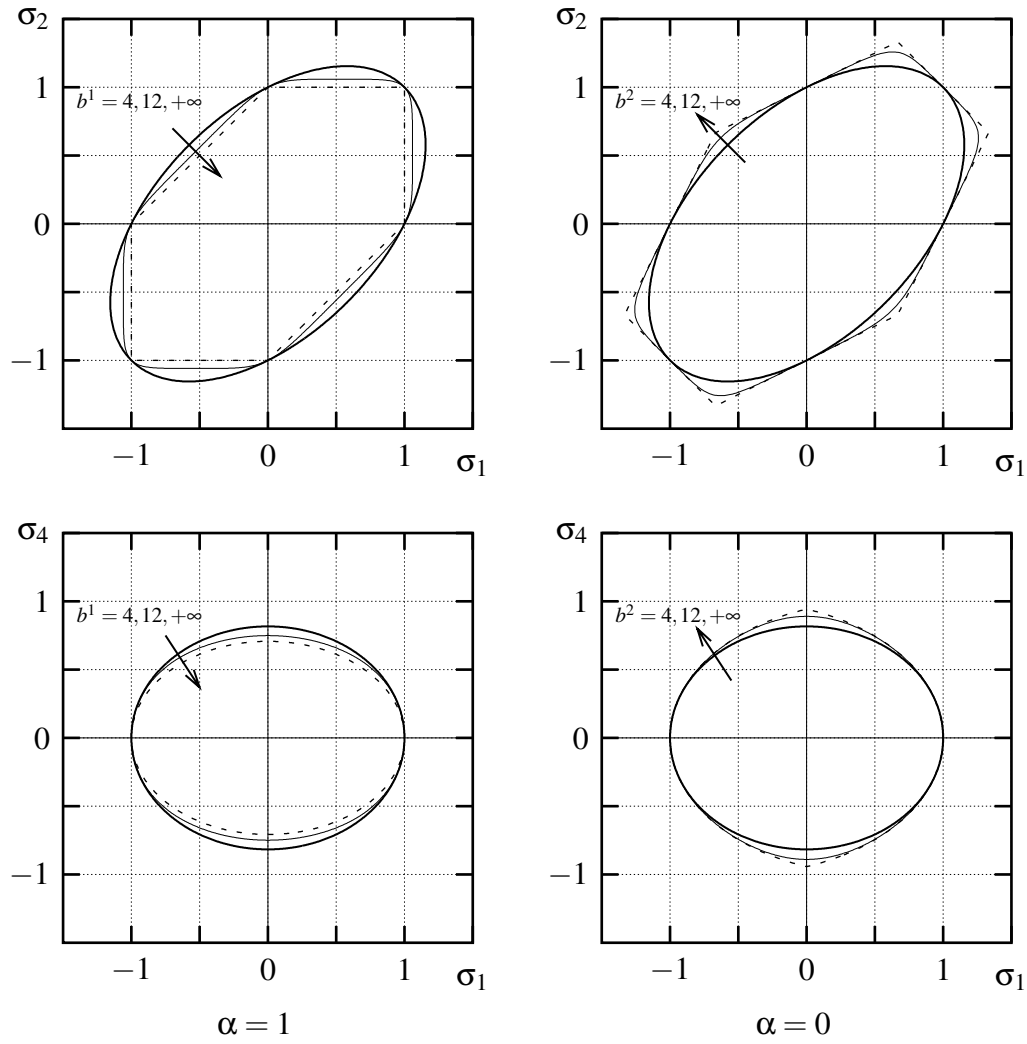 σ2
1
b¹ = 4, 12, +∞
0
−1
−1 0 1 σ1
σ2
1
b² = 4, 12, +∞
0
−1
−1 0 1 σ1
σ4
1
b¹ = 4, 12, +∞
0
−1
−1 0 1 σ1
σ4
1
b² = 4, 12, +∞
0
−1
−1 0 1 σ1
α = 1
α = 0